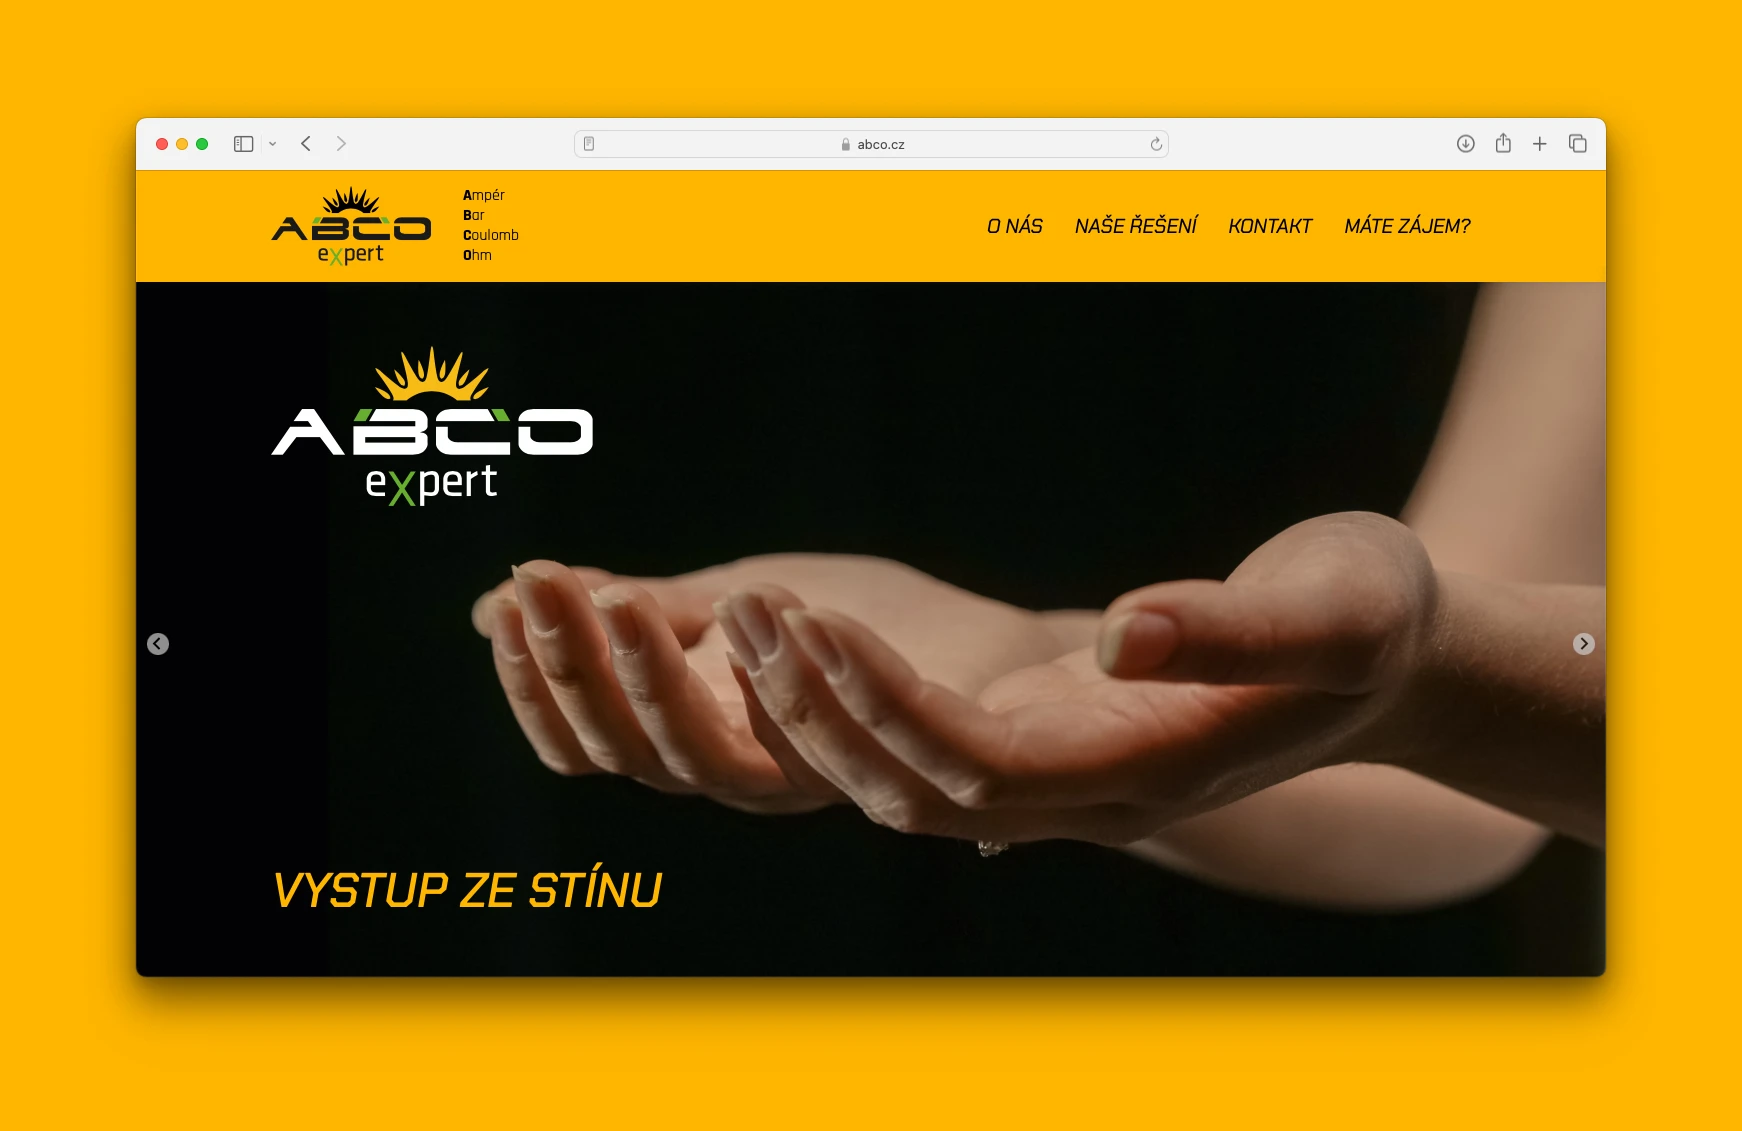 abco.cz
ABCO
expert
Ampér
Bar
Coulomb
Ohm
O NÁS NAŠE ŘEŠENÍ KONTAKT MÁTE ZÁJEM?
ABCO
expert
VYSTUP ZE STÍNU